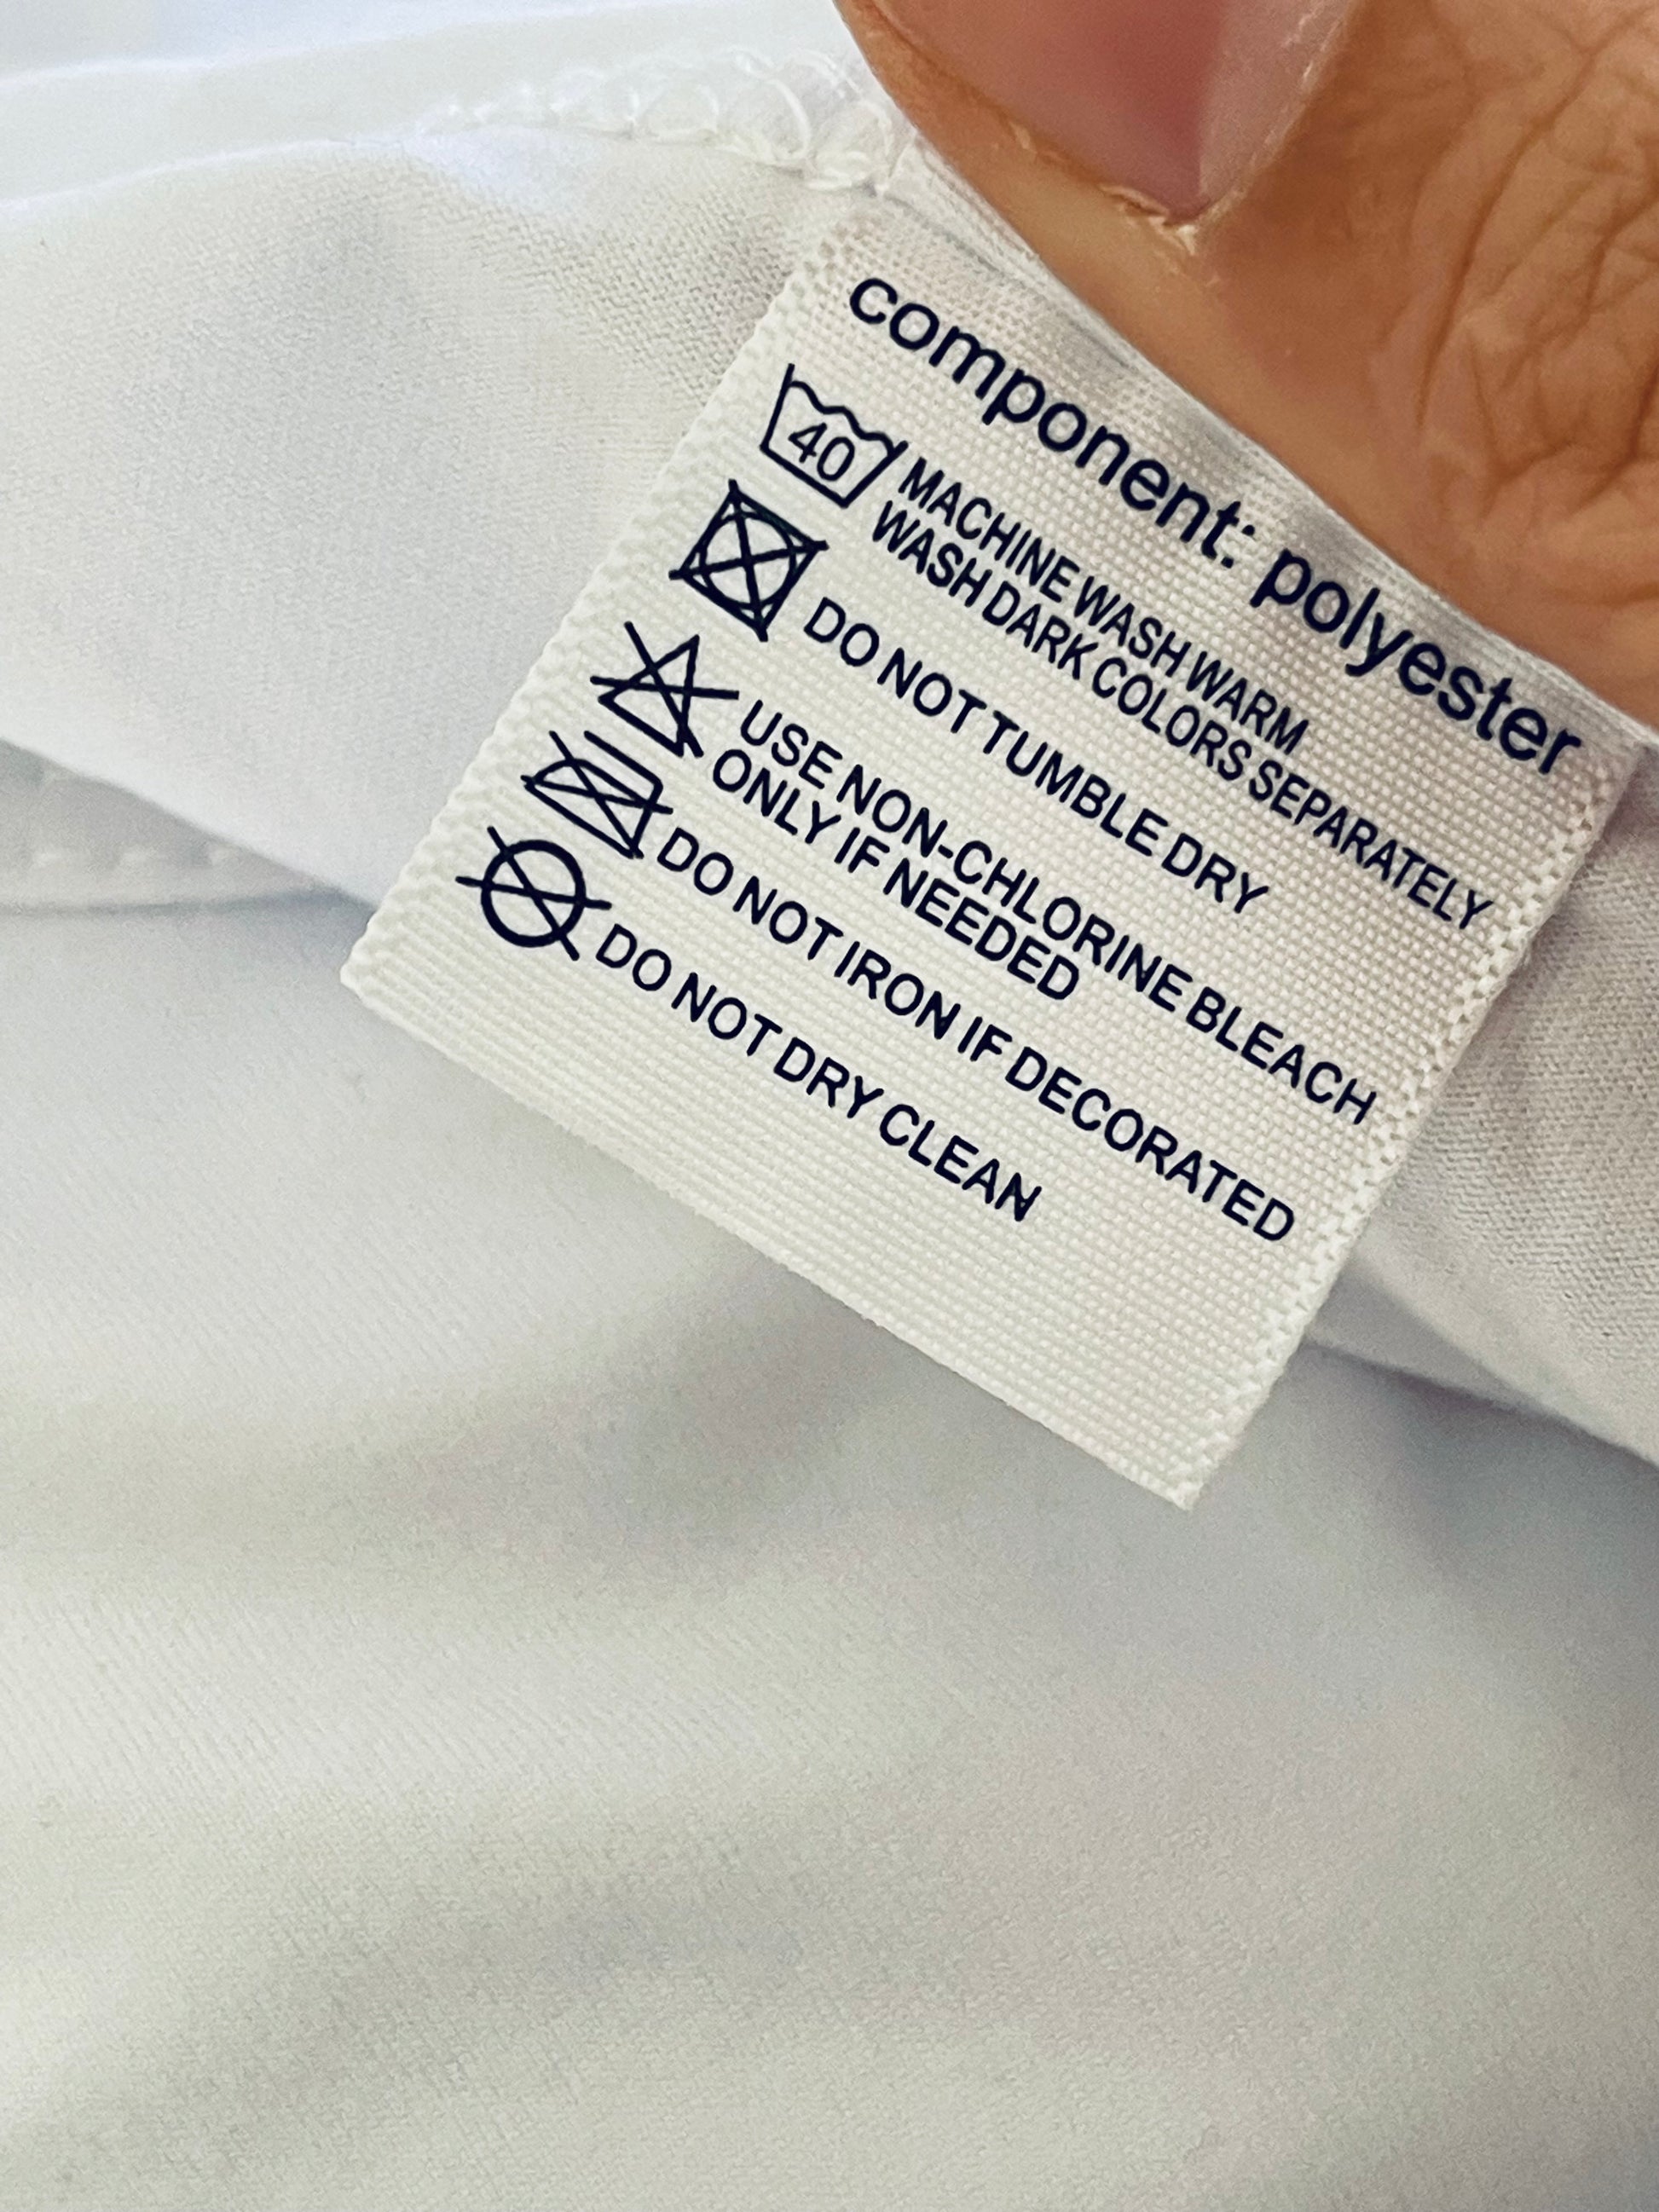 component: polyester
40 MACHINE WASH WARM
WASH DARK COLORS SEPARATELY
DO NOT TUMBLE DRY
USE NON-CHLORINE BLEACH
ONLY IF NEEDED
DO NOT IRON IF DECORATED
DO NOT DRY CLEAN